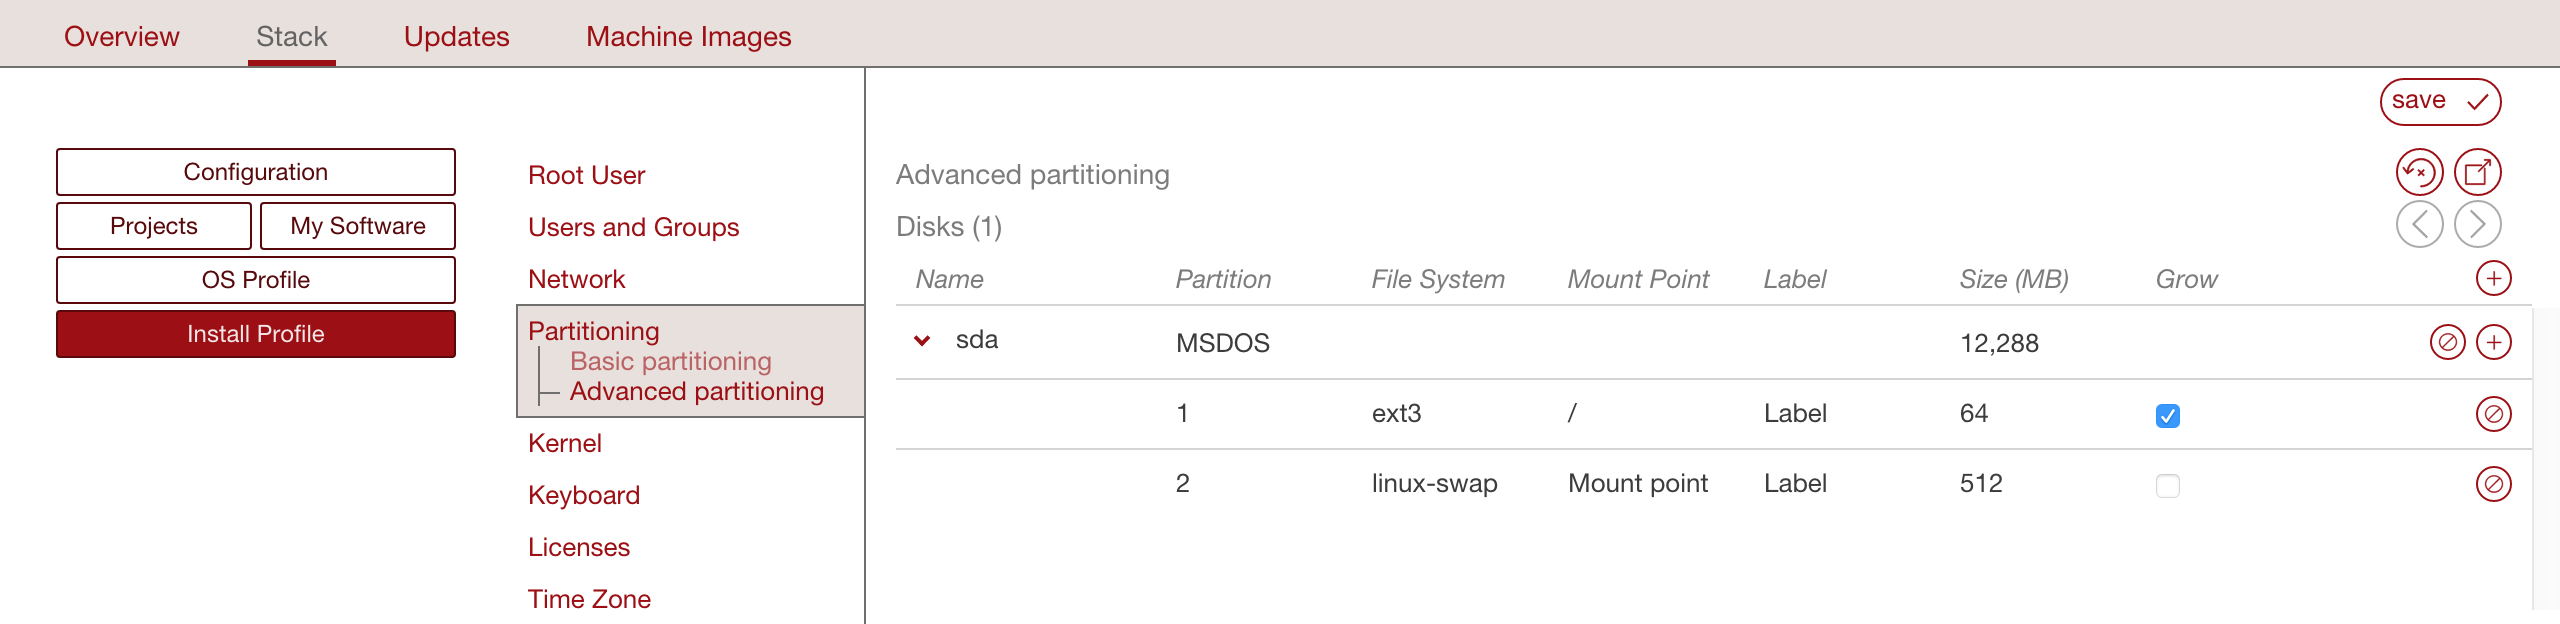 Overview Stack Updates Machine Images
save
Configuration
Projects My Software
OS Profile
Install Profile
Root User
Users and Groups
Network
Partitioning
Basic partitioning
Advanced partitioning
Kernel
Keyboard
Licenses
Time Zone
Advanced partitioning
Disks (1)
Name Partition File System Mount Point Label Size (MB) Grow
sda MSDOS 12,288
1 ext3 / Label 64
2 linux-swap Mount point Label 512